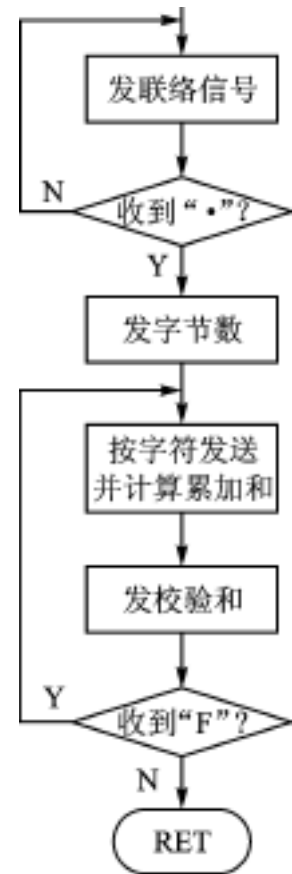 发联络信号
N
收到“·”?
Y
发字节数
按字符发送
并计算累加和
发校验和
Y
收到“F”?
N
RET